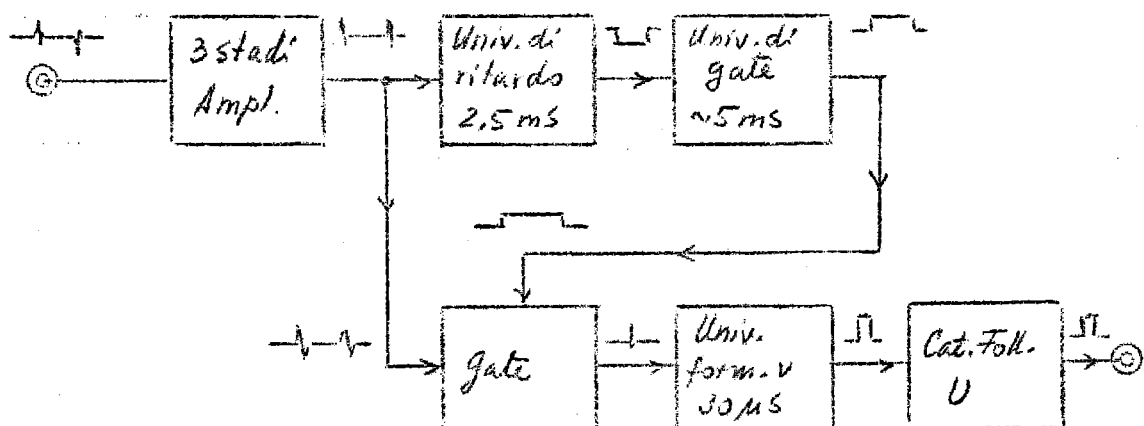 3 stadi
Ampl.
Univ. di
ritardo
2,5 mS
Univ. di
gate
~5 ms
gate
Univ.
form. v
30 µs
Cat. Foll.
U